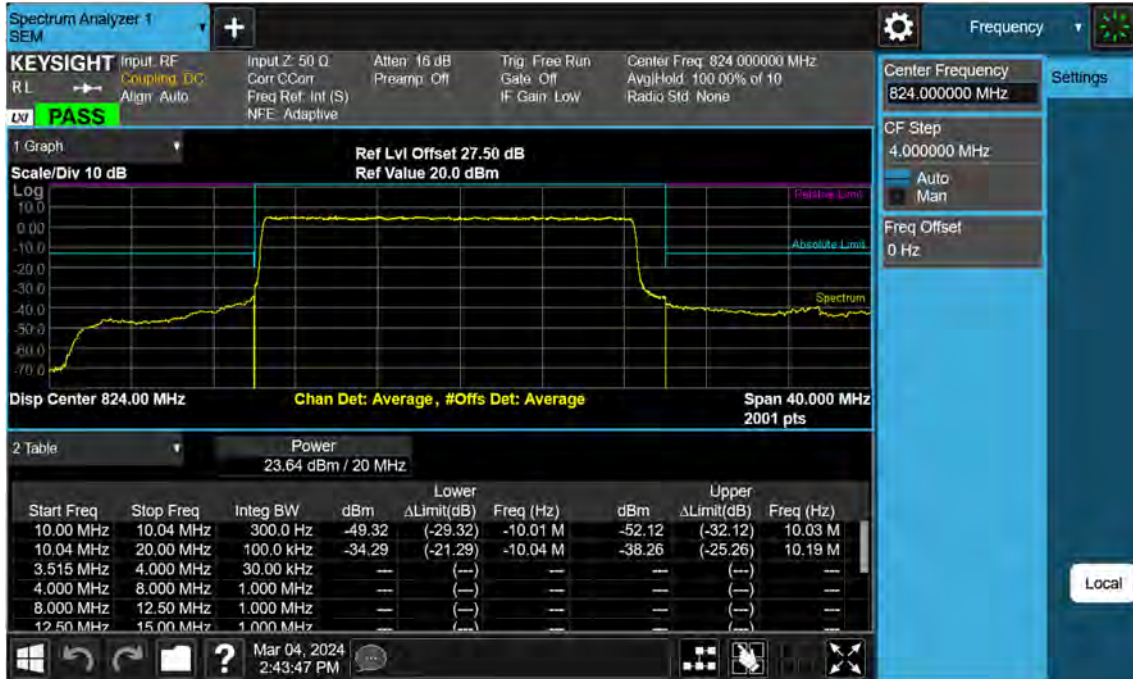 Spectrum Analyzer 1
SEM
+
Frequency
KEYSIGHT
RL
LXI
PASS
Input: RF
Coupling: DC
Align: Auto
Input Z: 50 Ω
Corr CCorr
Freq Ref: Int (S)
NFE: Adaptive
Atten: 16 dB
Preamp: Off
Trig: Free Run
Gate: Off
IF Gain: Low
Center Freq: 824.000000 MHz
Avg|Hold: 100.00% of 10
Radio Std: None
Center Frequency
824.000000 MHz
Settings
CF Step
4.000000 MHz
Auto
Man
Freq Offset
0 Hz
Local
1 Graph
Scale/Div 10 dB
Ref Lvl Offset 27.50 dB
Ref Value 20.0 dBm
Log
10.0
0.00
-10.0
-20.0
-30.0
-40.0
-50.0
-60.0
-70.0
Relative Limit
Absolute Limit
Spectrum
Disp Center 824.00 MHz
Chan Det: Average, #Offs Det: Average
Span 40.000 MHz
2001 pts
2 Table
Power
23.64 dBm / 20 MHz
Lower Upper
Start Freq Stop Freq Integ BW dBm ΔLimit(dB) Freq (Hz) dBm ΔLimit(dB) Freq (Hz)
10.00 MHz 10.04 MHz 300.0 Hz -49.32 (-29.32) -10.01 M -52.12 (-32.12) 10.03 M
10.04 MHz 20.00 MHz 100.0 kHz -34.29 (-21.29) -10.04 M -38.26 (-25.26) 10.19 M
3.515 MHz 4.000 MHz 30.00 kHz --- (---) --- --- (---) ---
4.000 MHz 8.000 MHz 1.000 MHz --- (---) --- --- (---) ---
8.000 MHz 12.50 MHz 1.000 MHz --- (---) --- --- (---) ---
12.50 MHz 15.00 MHz 1.000 MHz --- (---) --- --- (---) ---
?
Mar 04, 2024
2:43:47 PM